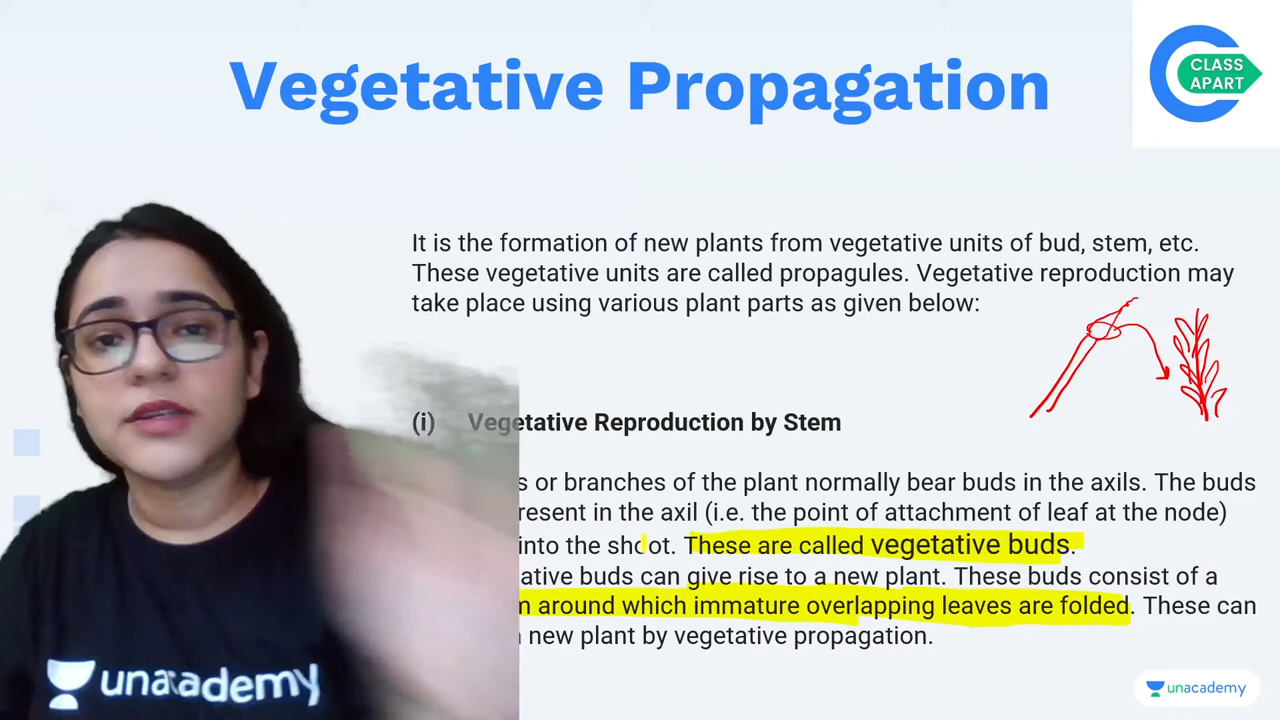 Vegetative Propagation
CLASS
APART
It is the formation of new plants from vegetative units of bud, stem, etc.
These vegetative units are called propagules. Vegetative reproduction may
take place using various plant parts as given below:
(i) Vegetative Reproduction by Stem
or branches of the plant normally bear buds in the axils. The buds
in the axil (i.e. the point of attachment of leaf at the node)
into the shoot. These are called vegetative buds.
buds can give rise to a new plant. These buds consist of a
around which immature overlapping leaves are folded. These can
new plant by vegetative propagation.
unacademy
unacademy